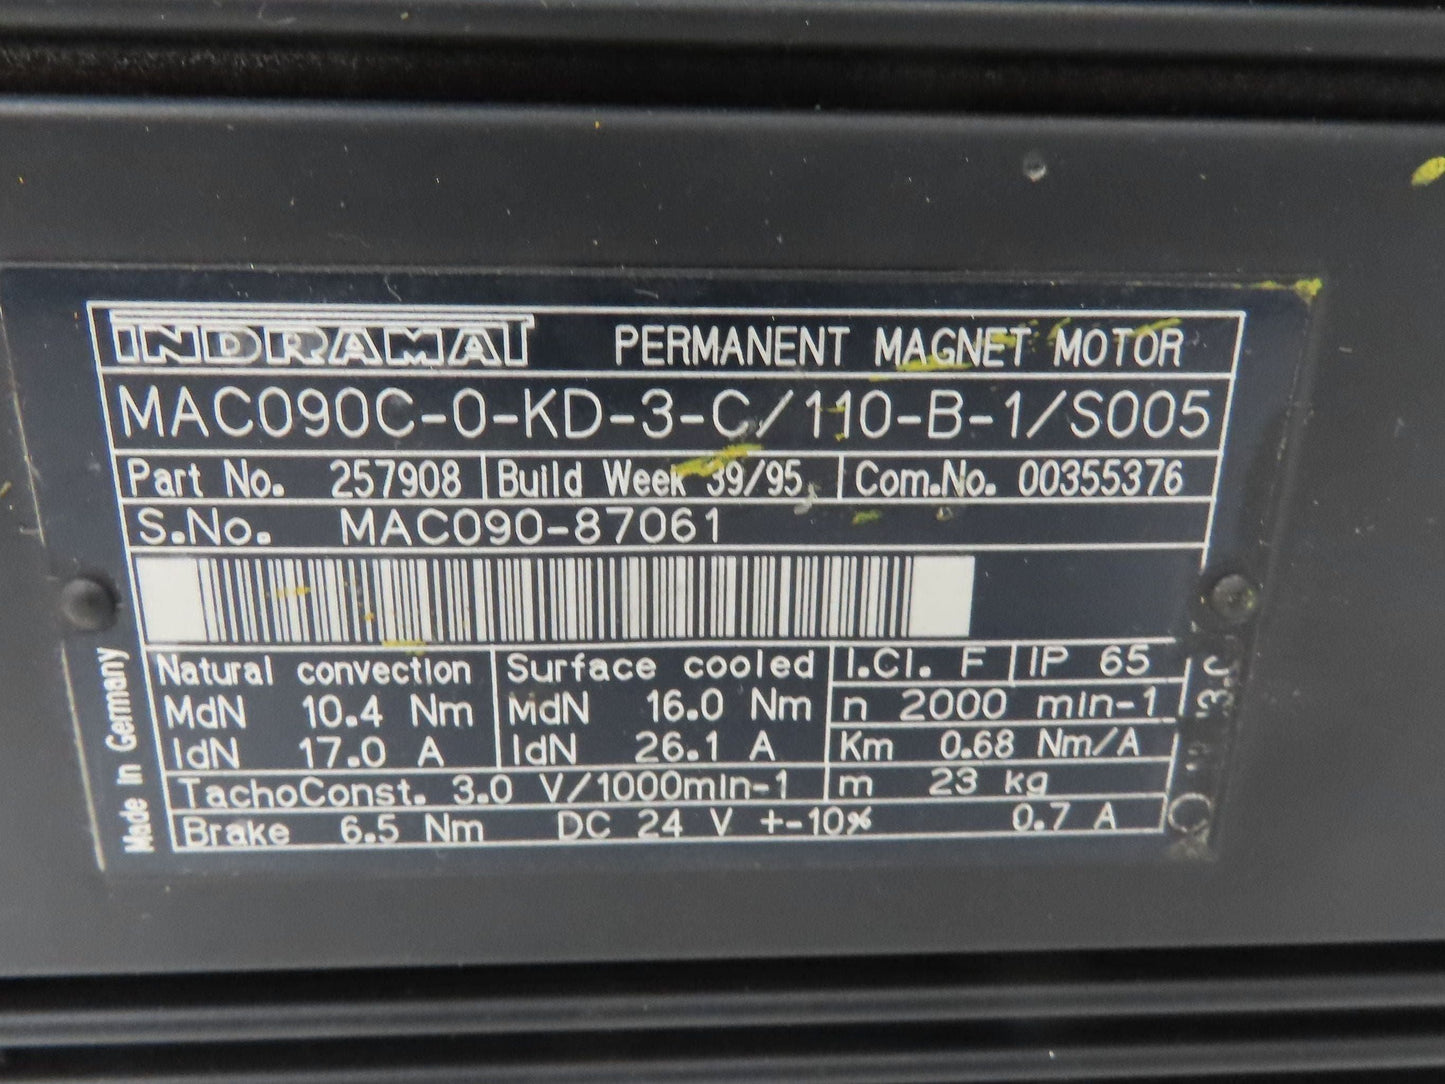 INDRAMAT PERMANENT MAGNET MOTOR
MAC090C-0-KD-3-C/110-B-1/S005
Part No. 257908 Build Week 39/95 Com.No. 00355376
S.No. MAC090-87061
Natural convection Surface cooled I.Cl. F IP 65
MdN 10.4 Nm MdN 16.0 Nm n 2000 min-1
IdN 17.0 A IdN 26.1 A Km 0.68 Nm/A
TachoConst. 3.0 V/1000min-1 m 23 kg
Brake 6.5 Nm DC 24 V +-10% 0.7 A
Made in Germany